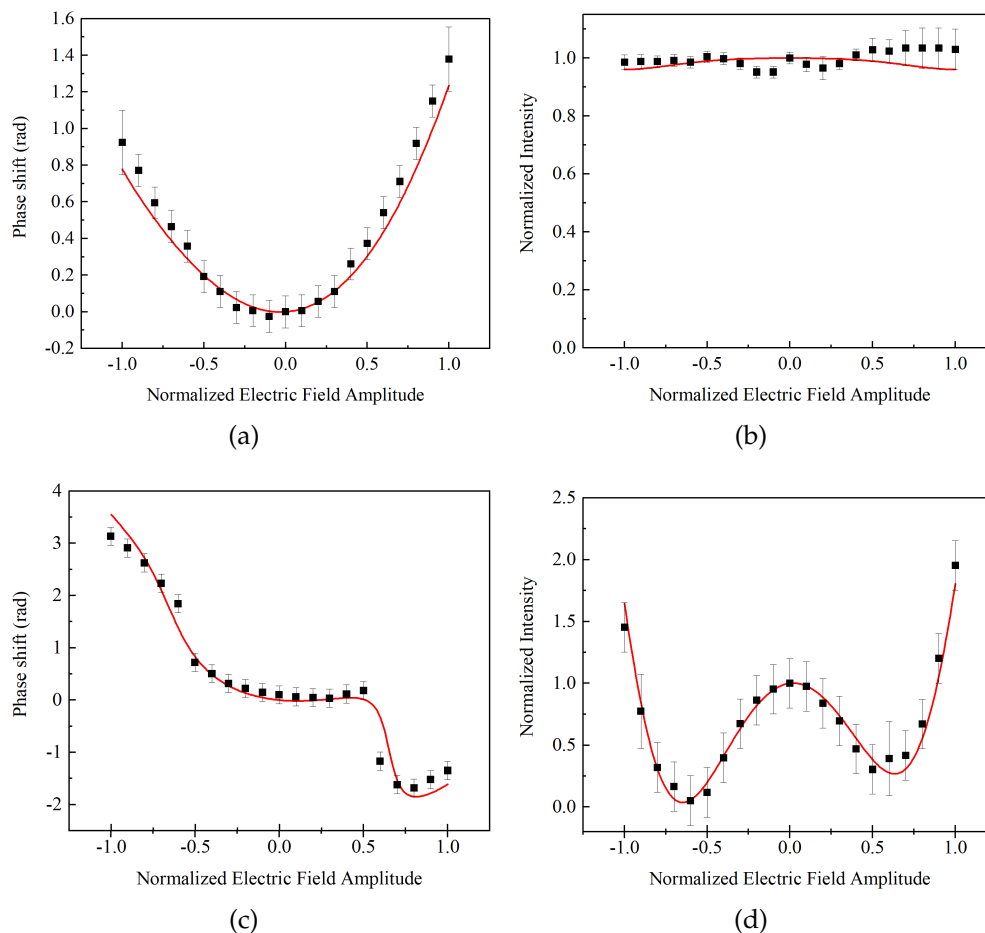 1.6
1.4
1.2
1.0
0.8
0.6
0.4
0.2
0.0
-0.2
Phase shift (rad)
-1.0 -0.5 0.0 0.5 1.0
Normalized Electric Field Amplitude
(a)
1.0
0.8
0.6
0.4
0.2
0.0
Normalized Intensity
-1.0 -0.5 0.0 0.5 1.0
Normalized Electric Field Amplitude
(b)
4
3
2
1
0
-1
-2
Phase shift (rad)
-1.0 -0.5 0.0 0.5 1.0
Normalized Electric Field Amplitude
(c)
2.5
2.0
1.5
1.0
0.5
0.0
Normalized Intensity
-1.0 -0.5 0.0 0.5 1.0
Normalized Electric Field Amplitude
(d)